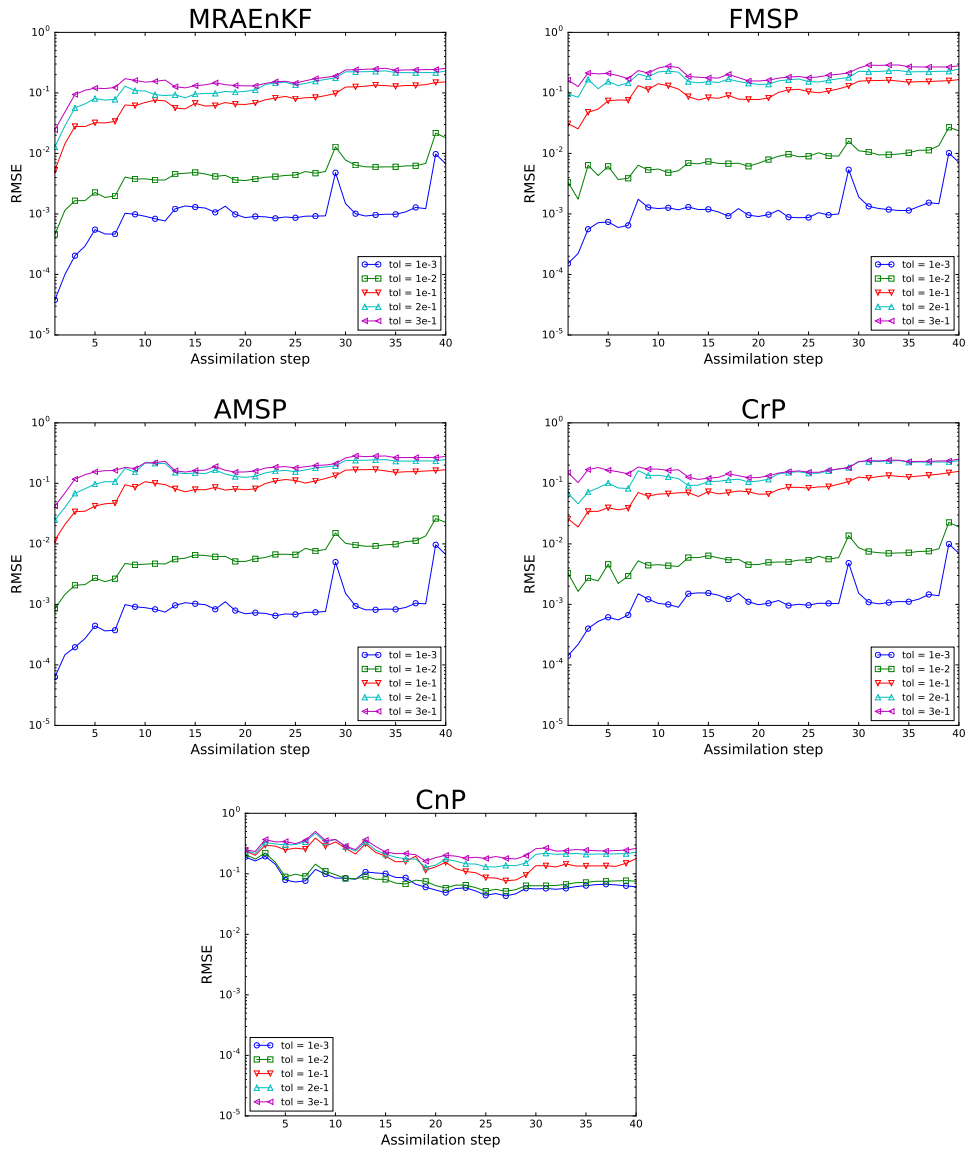 MRAEnKF
10^0
10^-1
10^-2
10^-3
10^-4
10^-5
RMSE
tol = 1e-3
tol = 1e-2
tol = 1e-1
tol = 2e-1
tol = 3e-1
5 10 15 20 25 30 35 40
Assimilation step
FMSP
10^0
10^-1
10^-2
10^-3
10^-4
10^-5
RMSE
tol = 1e-3
tol = 1e-2
tol = 1e-1
tol = 2e-1
tol = 3e-1
5 10 15 20 25 30 35 40
Assimilation step
AMSP
10^0
10^-1
10^-2
10^-3
10^-4
10^-5
RMSE
tol = 1e-3
tol = 1e-2
tol = 1e-1
tol = 2e-1
tol = 3e-1
5 10 15 20 25 30 35 40
Assimilation step
CrP
10^0
10^-1
10^-2
10^-3
10^-4
10^-5
RMSE
tol = 1e-3
tol = 1e-2
tol = 1e-1
tol = 2e-1
tol = 3e-1
5 10 15 20 25 30 35 40
Assimilation step
CnP
10^0
10^-1
10^-2
10^-3
10^-4
10^-5
RMSE
tol = 1e-3
tol = 1e-2
tol = 1e-1
tol = 2e-1
tol = 3e-1
5 10 15 20 25 30 35 40
Assimilation step